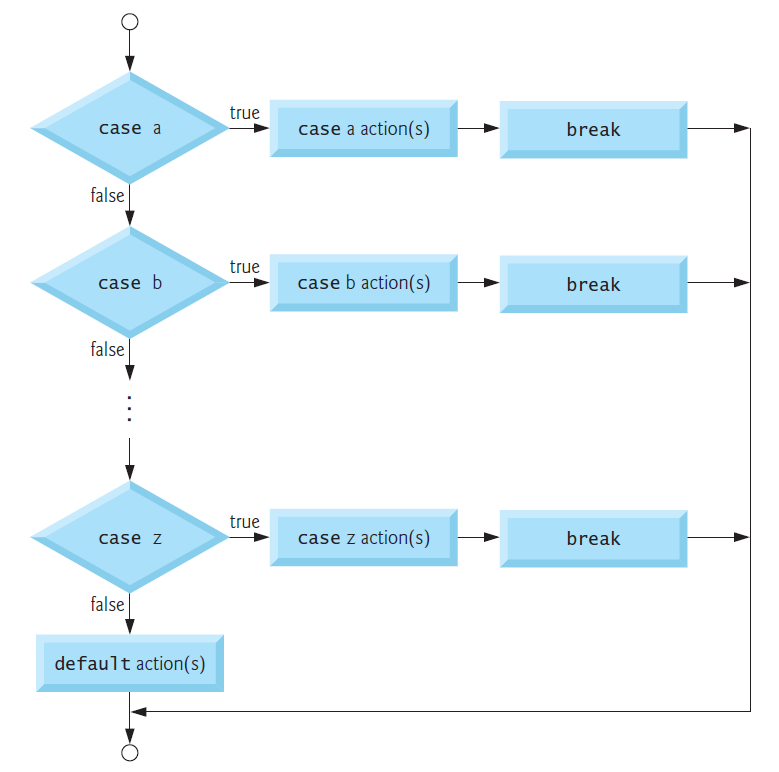 case a
true
case a action(s)
break
false
case b
true
case b action(s)
break
false
case z
true
case z action(s)
break
false
default action(s)